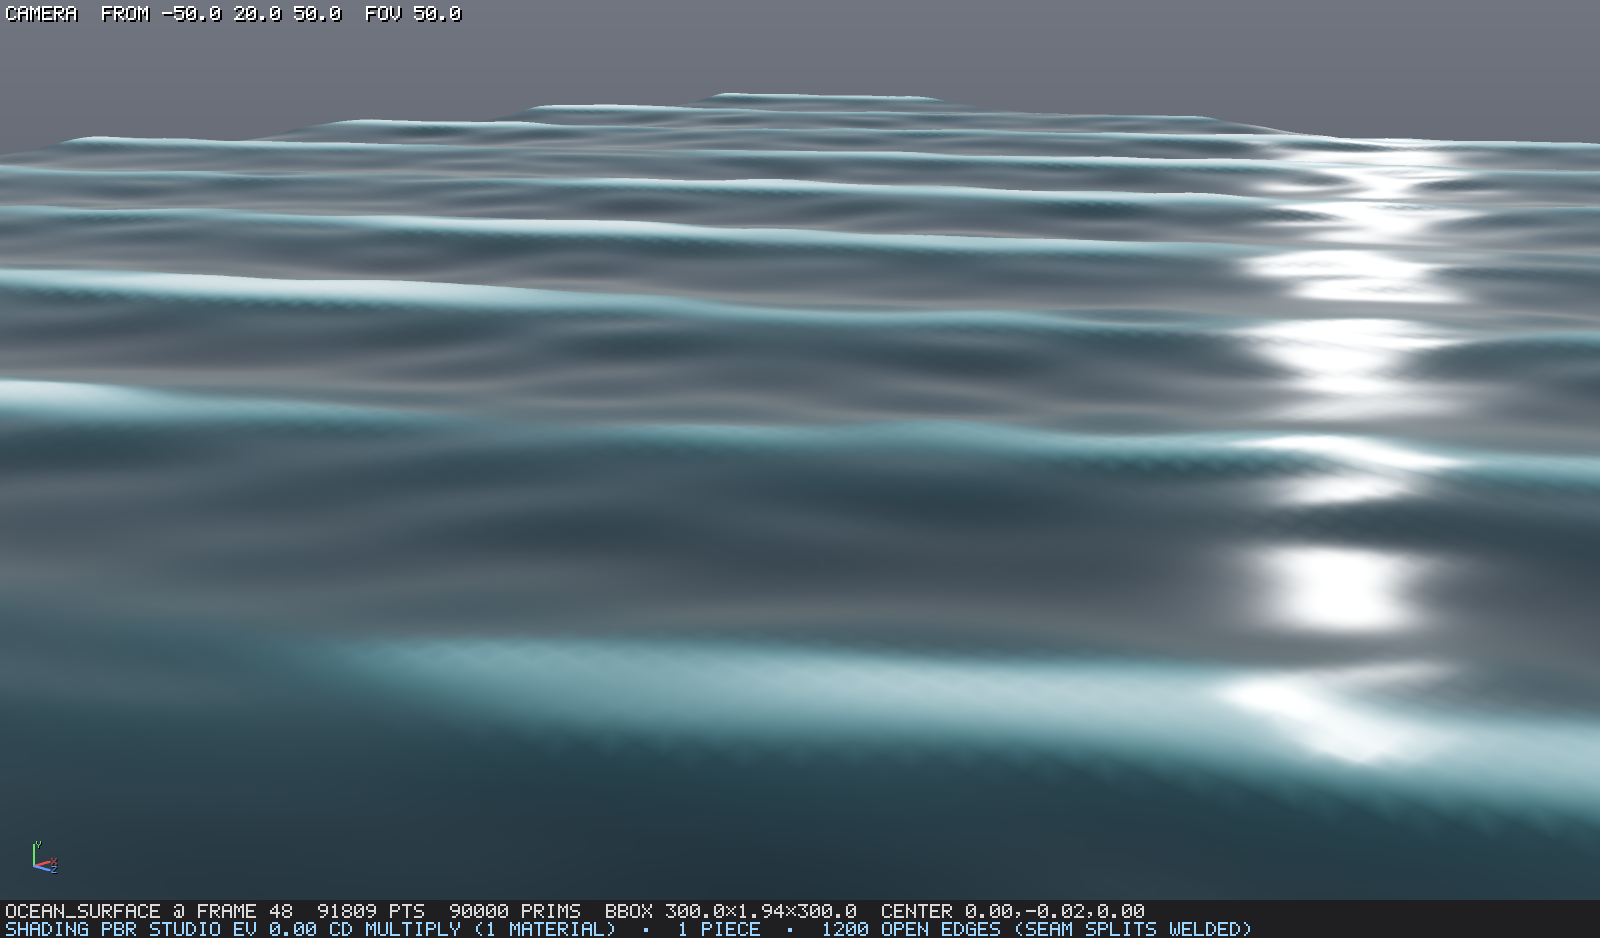 CAMERA  FROM -50.0 20.0 50.0  FOV 50.0
Y
X
Z
OCEAN_SURFACE @ FRAME 48  91809 PTS  90000 PRIMS  BBOX 300.0×1.94×300.0  CENTER 0.00,-0.02,0.00
SHADING PBR STUDIO EV 0.00 CD MULTIPLY (1 MATERIAL)  ·  1 PIECE  ·  1200 OPEN EDGES (SEAM SPLITS WELDED)